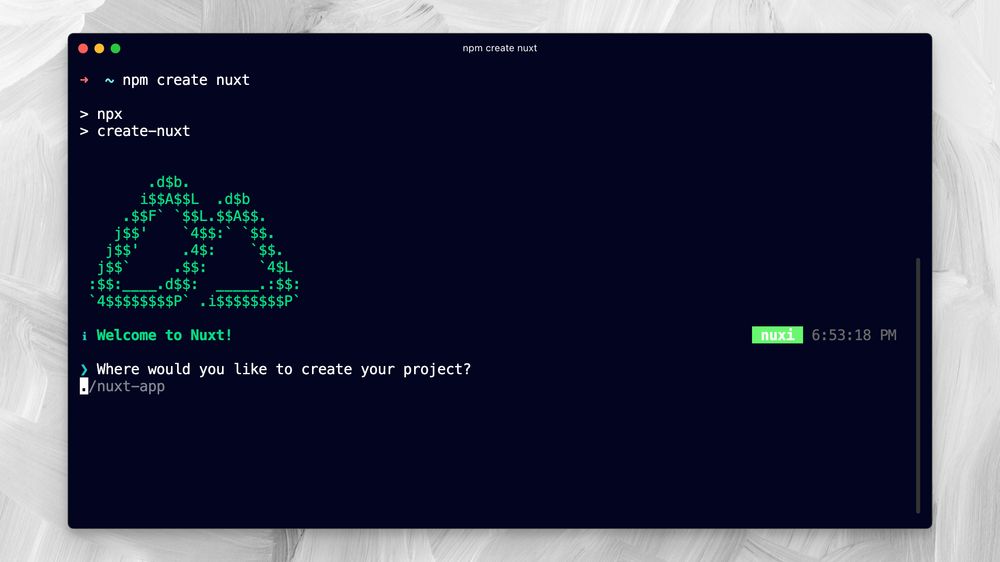 npm create nuxt
➜ ~ npm create nuxt
> npx
> create-nuxt
        .d$b.
       i$$A$$L  .d$b
     .$$F` `$$L.$$A$$.
    j$$'    `4$$:` `$$.
   j$$'     .4$:    `$$.
  j$$`     .$$:      `4$L
 :$$:____.d$$:  _____.:$$:
 `4$$$$$$$$P` .i$$$$$$$$P`
ℹ Welcome to Nuxt! nuxi 6:53:18 PM
❯ Where would you like to create your project?
./nuxt-app